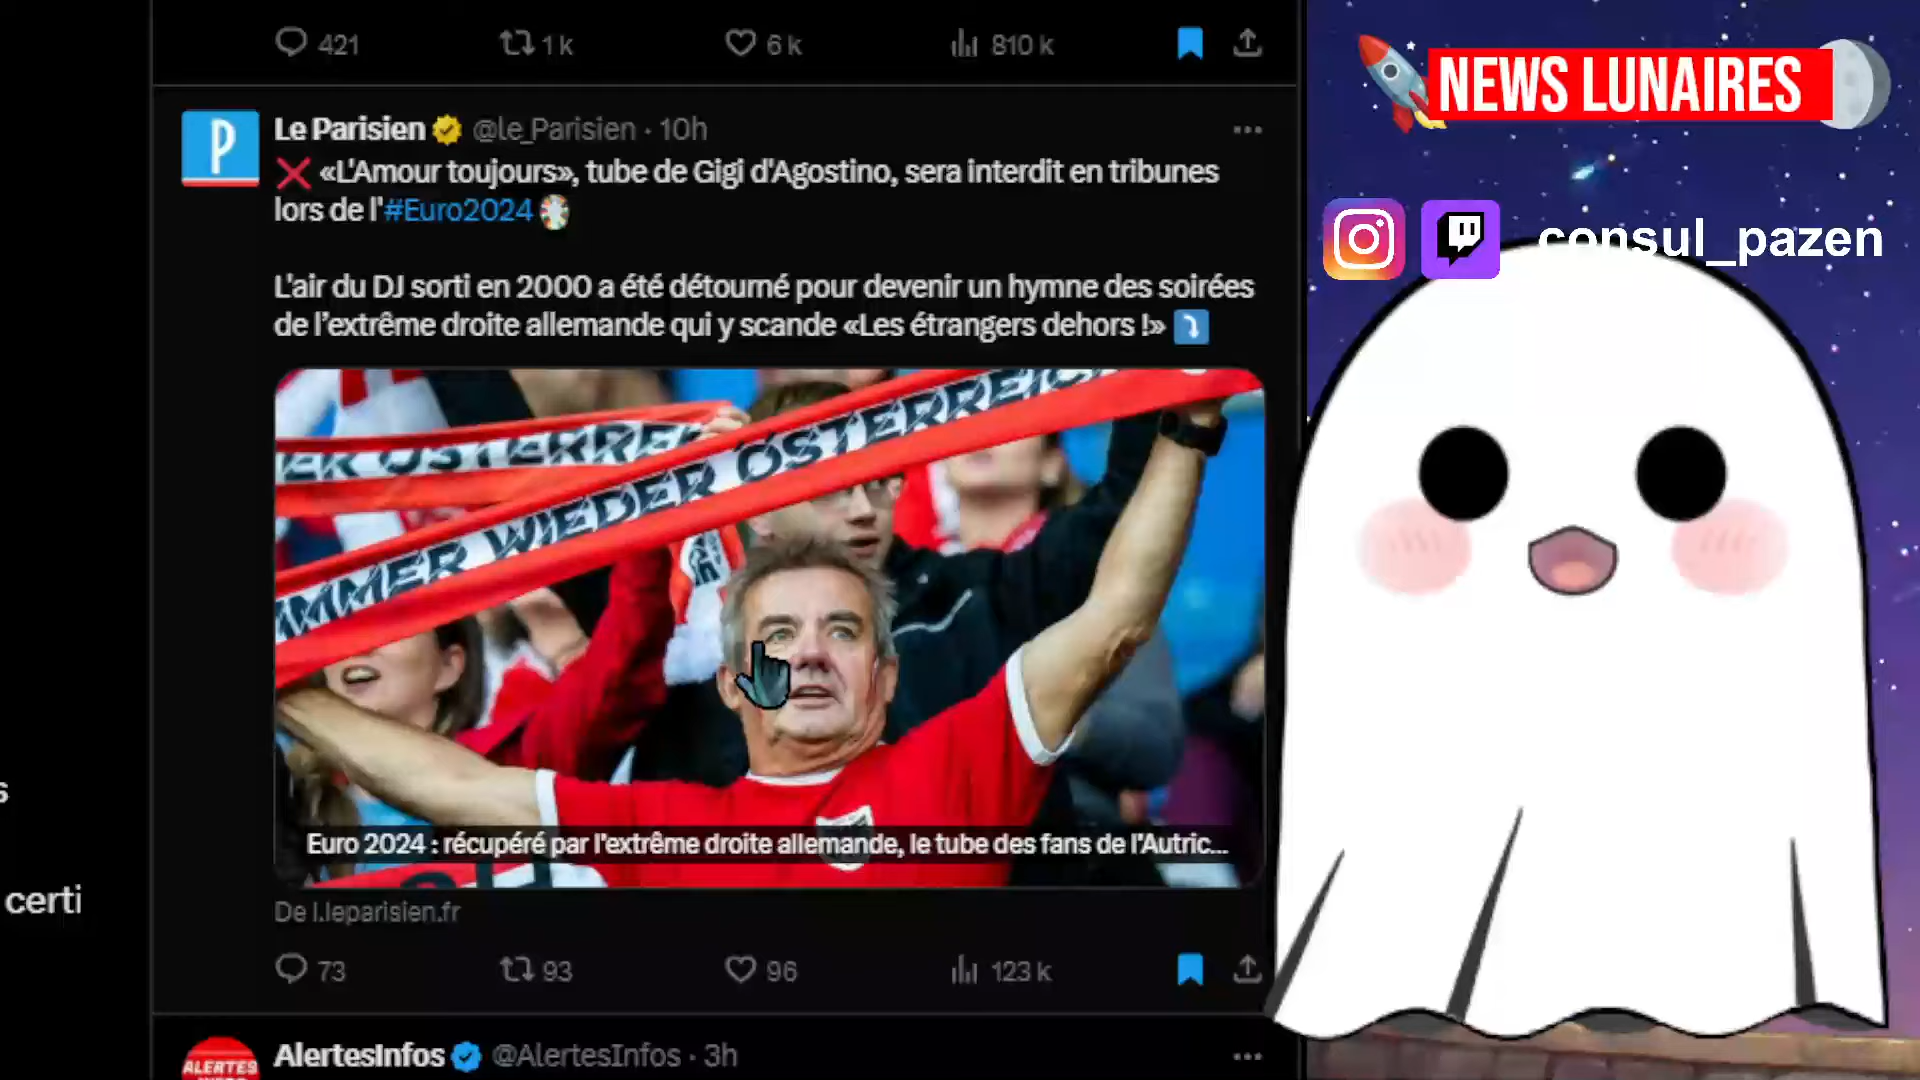 421 1 k 6 k 810 k
NEWS LUNAIRES
consul_pazen
Le Parisien @le_Parisien · 10h
❌ «L'Amour toujours», tube de Gigi d'Agostino, sera interdit en tribunes
lors de l'#Euro2024
L'air du DJ sorti en 2000 a été détourné pour devenir un hymne des soirées
de l'extrême droite allemande qui y scande «Les étrangers dehors !» ⤵️
IMMER WIEDER ÖSTERREICH
Euro 2024 : récupéré par l'extrême droite allemande, le tube des fans de l'Autric...
De l.leparisien.fr
73 93 96 123 k
s
certi
ALERTES
AlertesInfos @AlertesInfos · 3h